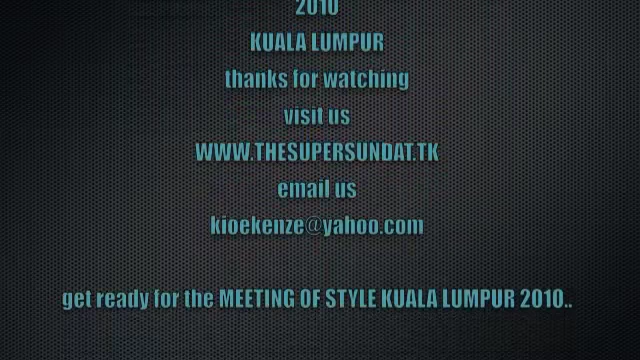 2010
KUALA LUMPUR
thanks for watching
visit us
WWW.THESUPERSUNDAT.TK
email us
kioekenze@yahoo.com
get ready for the MEETING OF STYLE KUALA LUMPUR 2010..